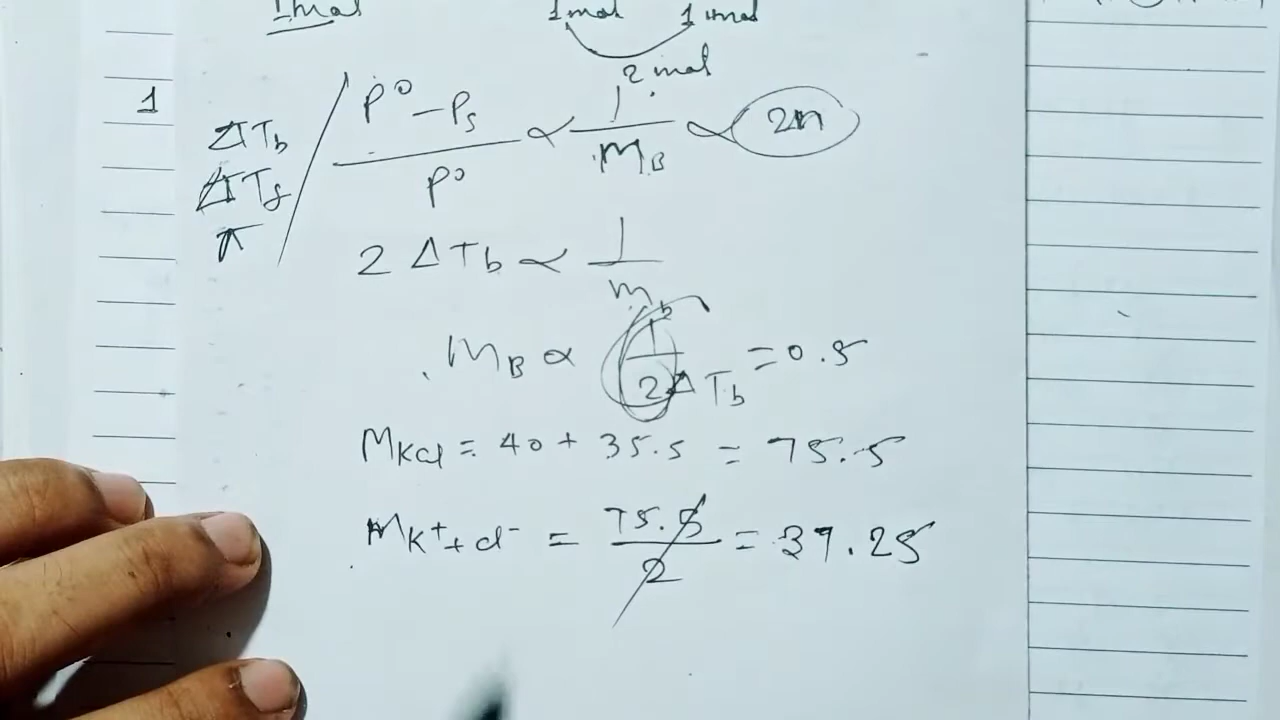 1 mol 1 mol 1 mol
2 mol
1
ΔTb
ΔTf
π
/ P° - Ps / P° ∝ 1 / MB ∝ 2n
2 ΔTb ∝ 1 / mb
MB ∝ 1 / 2ΔTb = 0.5
MKCl = 40 + 35.5 = 75.5
MK+ + Cl- = 75.5 / 2 = 37.25